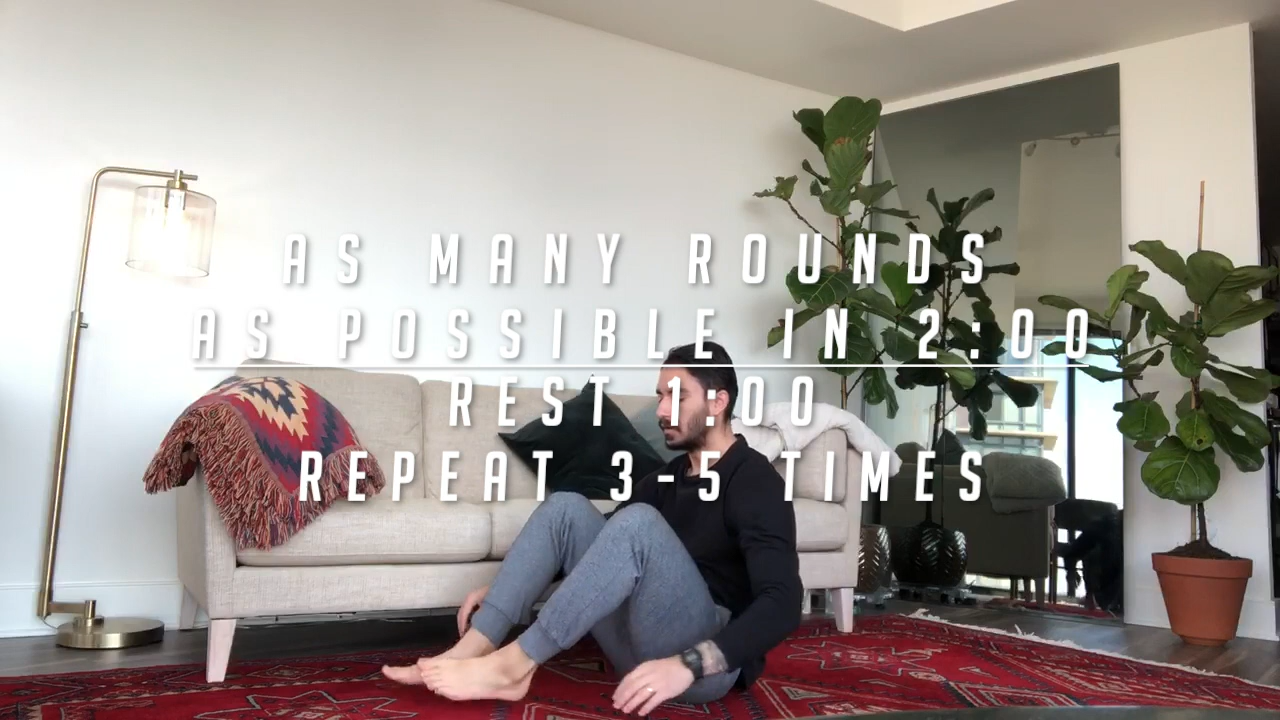 AS MANY ROUNDS
AS POSSIBLE IN 2:00
REST 1:00
REPEAT 3-5 TIMES